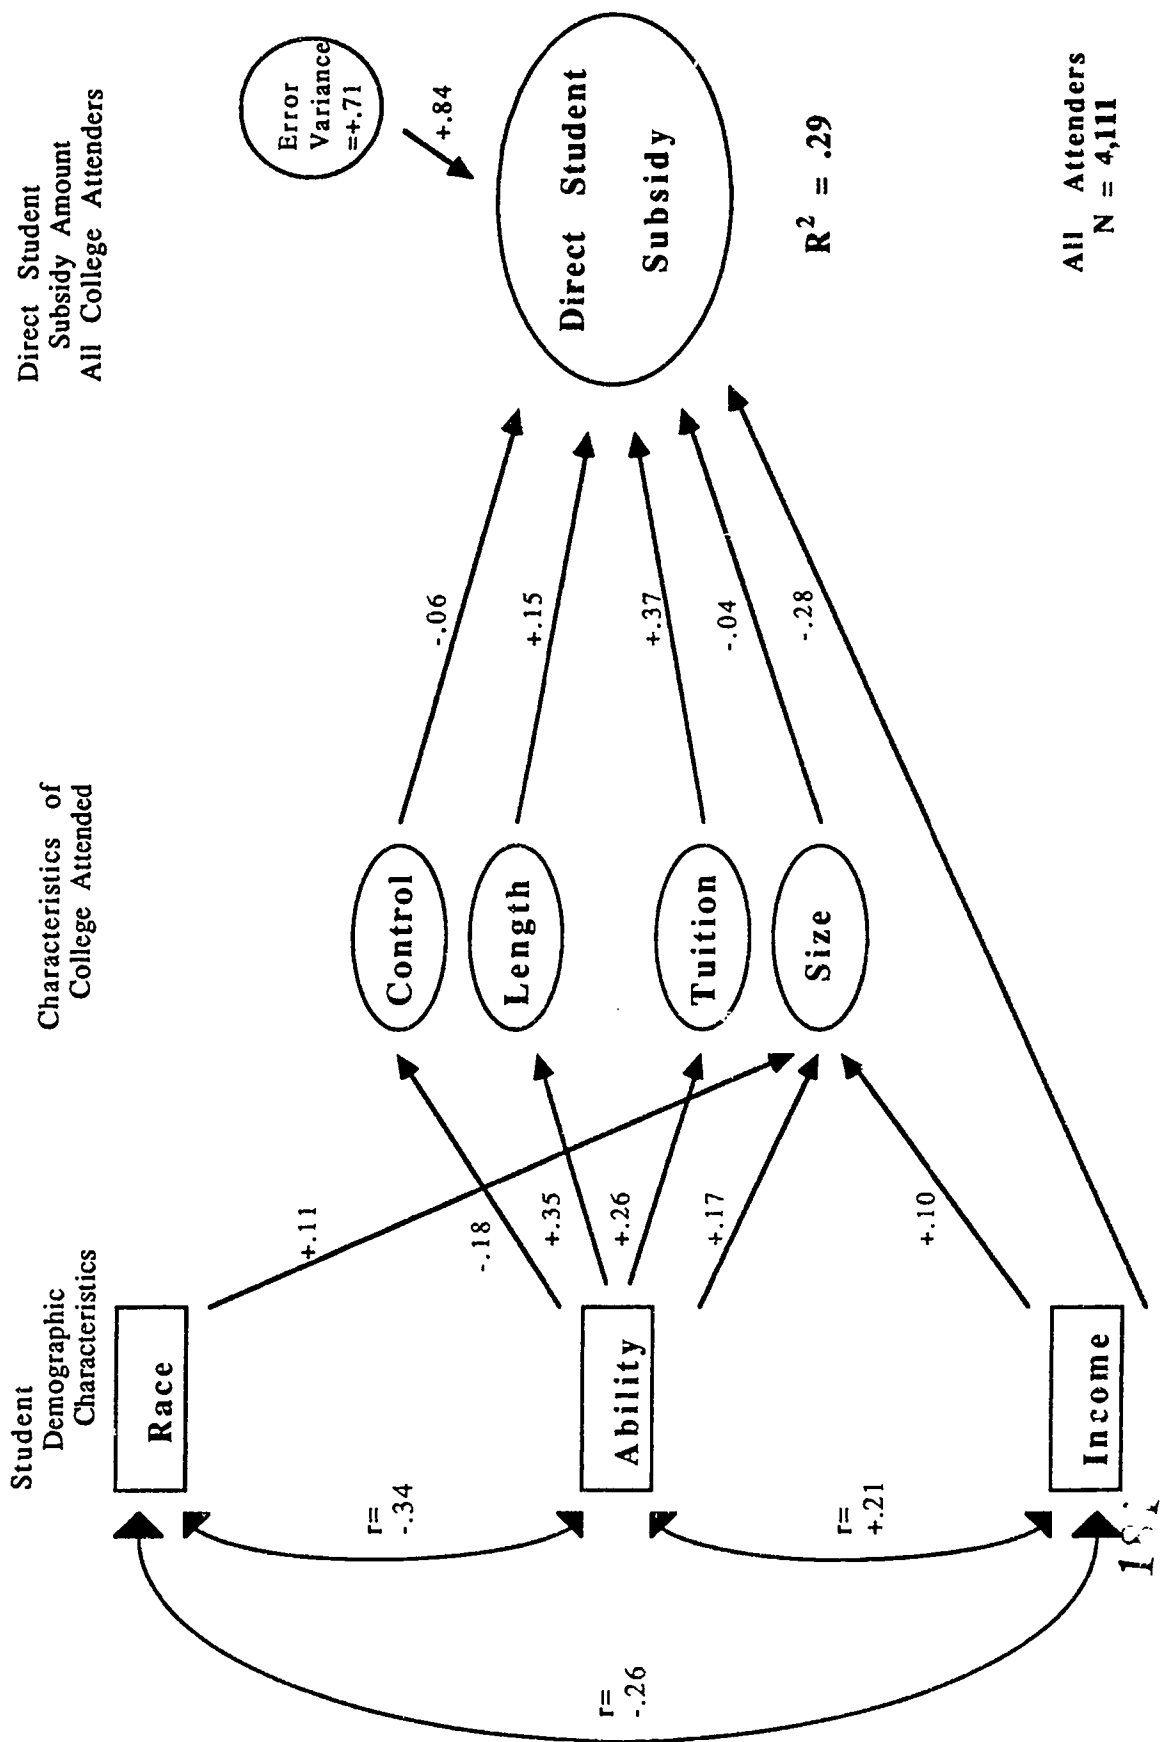 Student
Demographic
Characteristics
Characteristics of
College Attended
Direct Student
Subsidy Amount
All College Attenders
Race
Ability
Income
r=
-.34
r=
+.21
r=
-.26
+.11
-.18
+.35
+.26
+.17
+.10
Control
Length
Tuition
Size
-.06
+.15
+.37
-.04
-.28
Error
Variance
=+.71
+.84
Direct Student
Subsidy
R² = .29
All Attenders
N = 4,111